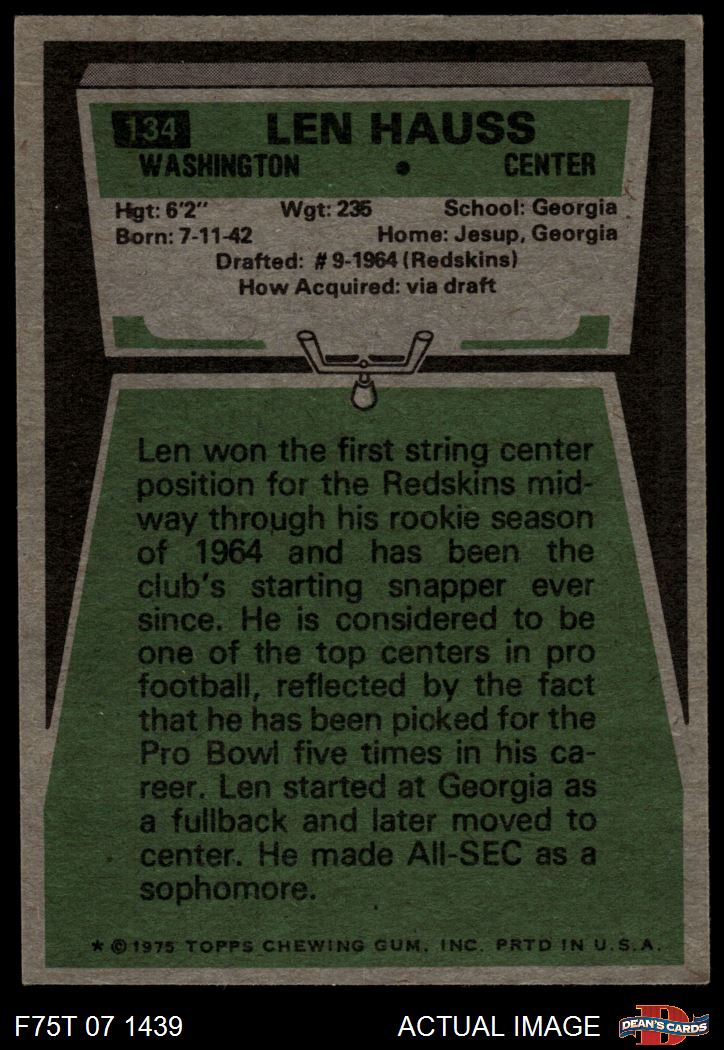 134 LEN HAUSS
WASHINGTON • CENTER
Hgt: 6'2" Wgt: 235 School: Georgia
Born: 7-11-42 Home: Jesup, Georgia
Drafted: #9-1964 (Redskins)
How Acquired: via draft
Len won the first string center
position for the Redskins mid-
way through his rookie season
of 1964 and has been the
club's starting snapper ever
since. He is considered to be
one of the top centers in pro
football, reflected by the fact
that he has been picked for the
Pro Bowl five times in his ca-
reer. Len started at Georgia as
a fullback and later moved to
center. He made All-SEC as a
sophomore.
* © 1975 TOPPS CHEWING GUM, INC. PRTD IN U.S.A.
F75T 07 1439 ACTUAL IMAGE D DEAN'S CARDS